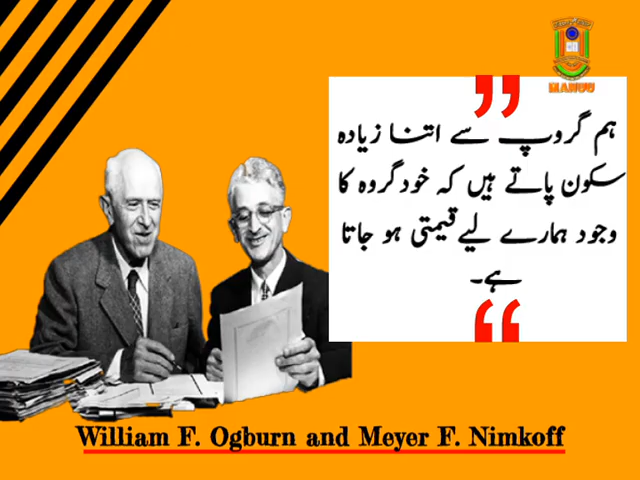 MANUU
ہم گروپ سے اتنا زیادہ
سکون پاتے ہیں کہ خود گروہ کا
وجود ہمارے لیے قیمتی ہو جاتا
ہے۔
William F. Ogburn and Meyer F. Nimkoff